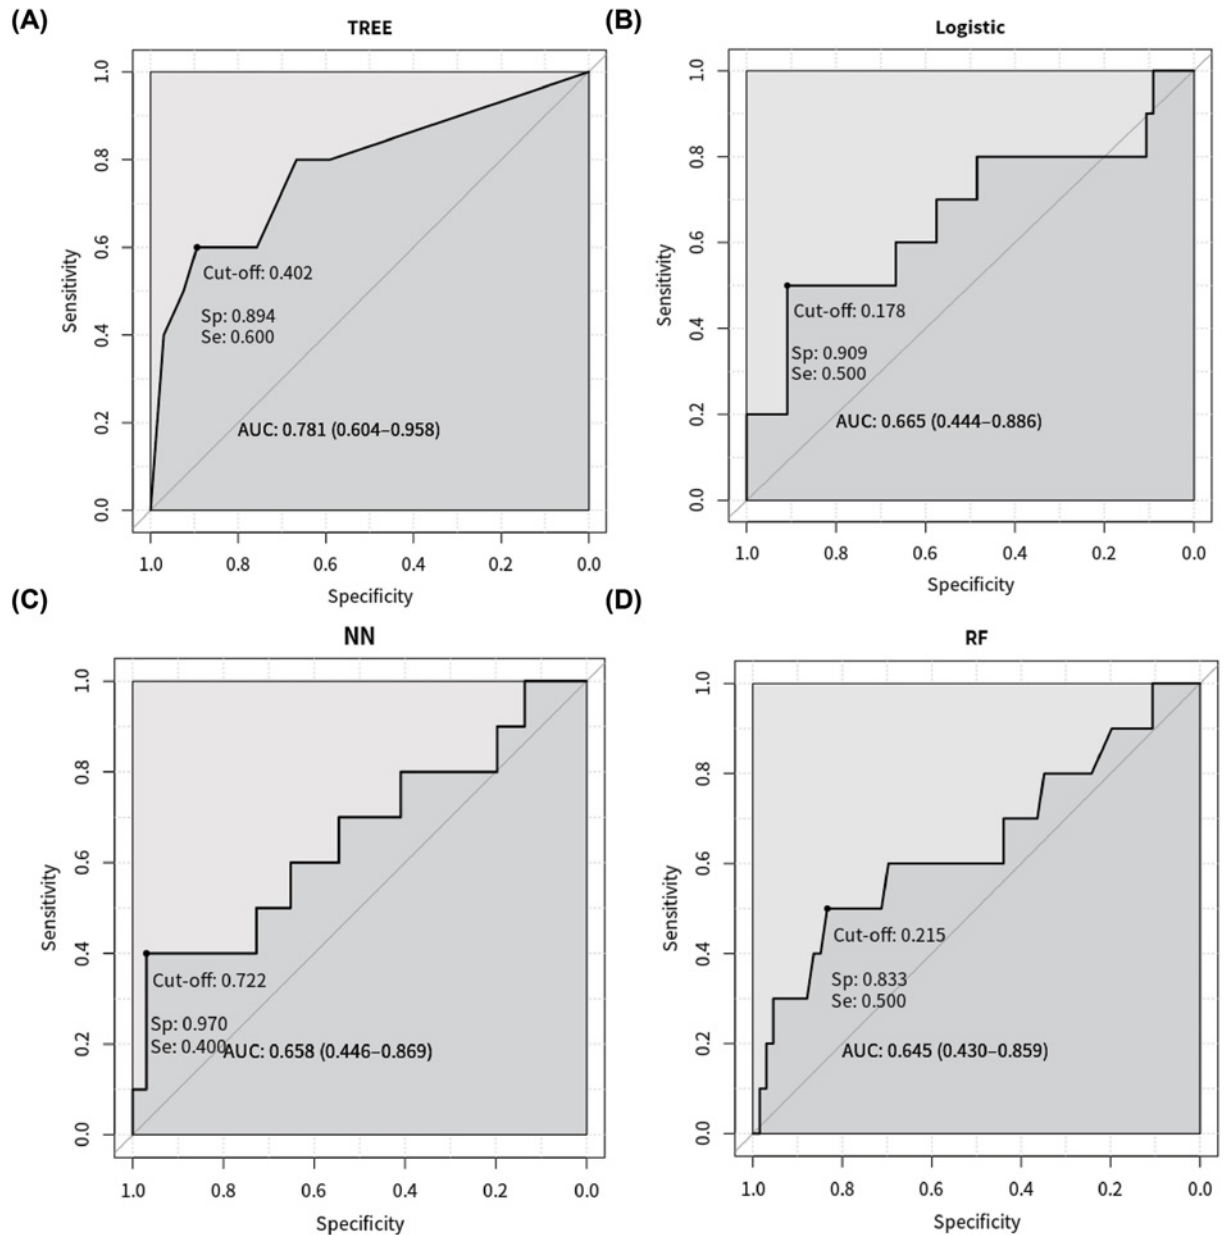 (A)
TREE
1.0
0.8
0.6
0.4
0.2
0.0
Sensitivity
Cut-off: 0.402
Sp: 0.894
Se: 0.600
AUC: 0.781 (0.604–0.958)
1.0 0.8 0.6 0.4 0.2 0.0
Specificity
(B)
Logistic
1.0
0.8
0.6
0.4
0.2
0.0
Sensitivity
Cut-off: 0.178
Sp: 0.909
Se: 0.500
AUC: 0.665 (0.444–0.886)
1.0 0.8 0.6 0.4 0.2 0.0
Specificity
(C)
NN
1.0
0.8
0.6
0.4
0.2
0.0
Sensitivity
Cut-off: 0.722
Sp: 0.970
Se: 0.400
AUC: 0.658 (0.446–0.869)
1.0 0.8 0.6 0.4 0.2 0.0
Specificity
(D)
RF
1.0
0.8
0.6
0.4
0.2
0.0
Sensitivity
Cut-off: 0.215
Sp: 0.833
Se: 0.500
AUC: 0.645 (0.430–0.859)
1.0 0.8 0.6 0.4 0.2 0.0
Specificity